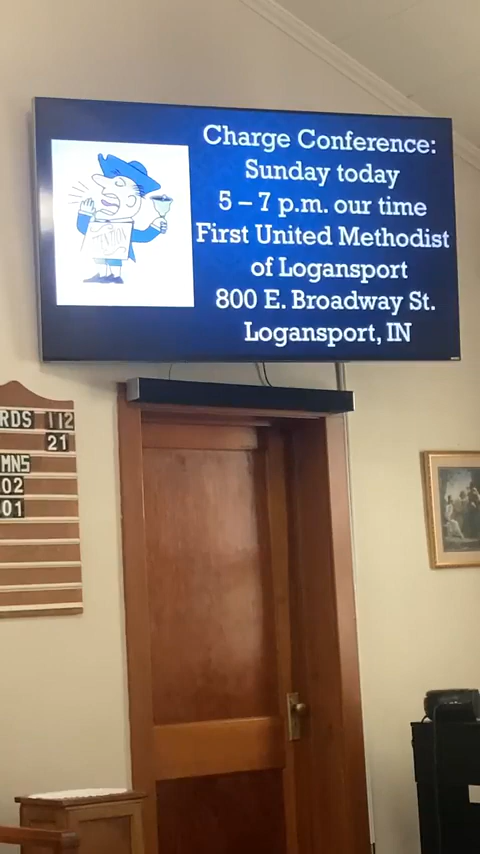 Charge Conference:
Sunday today
5 – 7 p.m. our time
First United Methodist
of Logansport
800 E. Broadway St.
Logansport, IN
TENTION
RDS 112
21
MNS
02
01